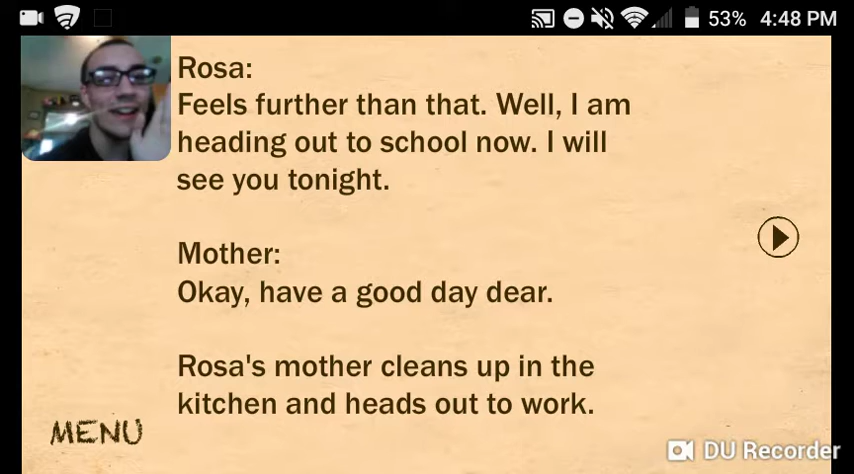 53% 4:48 PM
Rosa:
Feels further than that. Well, I am
heading out to school now. I will
see you tonight.
Mother:
Okay, have a good day dear.
Rosa's mother cleans up in the
kitchen and heads out to work.
MENU
DU Recorder